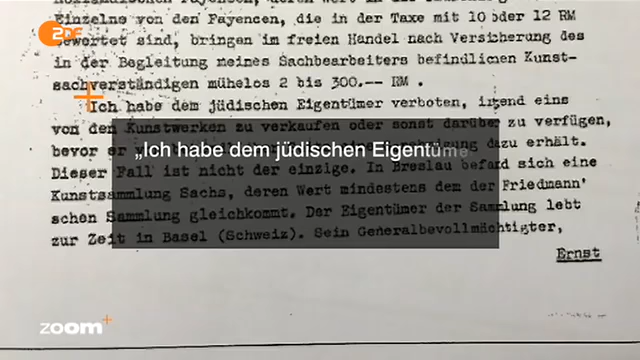 Einzelne von den Fayencen, die in der Taxe mit 10 oder 12 RM
bewertet sind, bringen im freien Handel nach Versicherung des
in der Begleitung meines Sachbearbeiters befindlichen Kunst-
sachverständigen mühelos 2 bis 300.-- RM .
Ich habe dem jüdischen Eigentümer verboten, irgend eins
von den Kunstwerken zu verkaufen oder sonst darüber zu verfügen,
bevor er dazu erhält.
„Ich habe dem jüdischen Eigentüme
Dieser Fall ist nicht der einzige. In Breslau befand sich eine
Kunstsammlung Sachs, deren Wert mindestens dem der Friedmann'
schen Sammlung gleichkommt. Der Eigentümer der Sammlung lebt
zur Zeit in Basel (Schweiz). Sein Generalbevollmächtigter,
Ernst
ZDF
zoom+